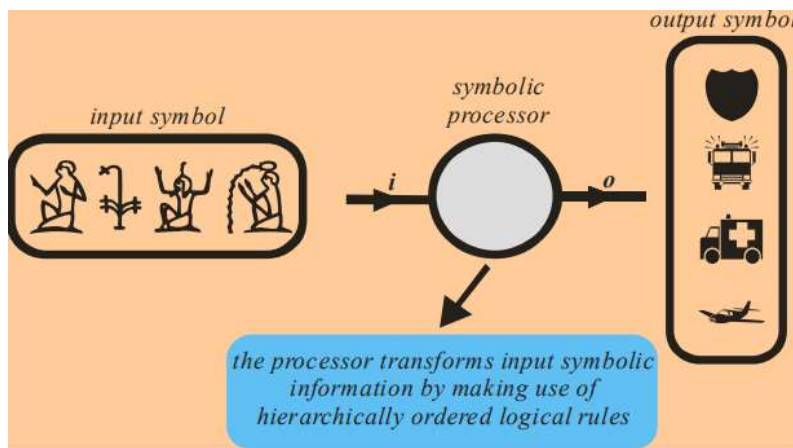 output symbol
input symbol
symbolic
processor
i
o
the processor transforms input symbolic
information by making use of
hierarchically ordered logical rules